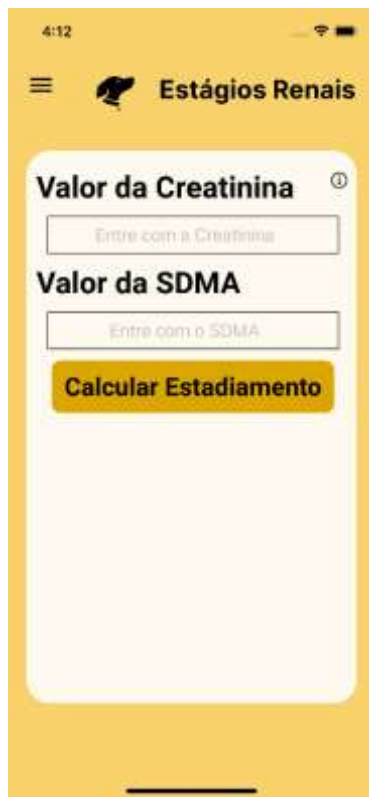 4:12
Estágios Renais
Valor da Creatinina
Entre com a Creatinina
Valor da SDMA
Entre com o SDMA
Calcular Estadiamento